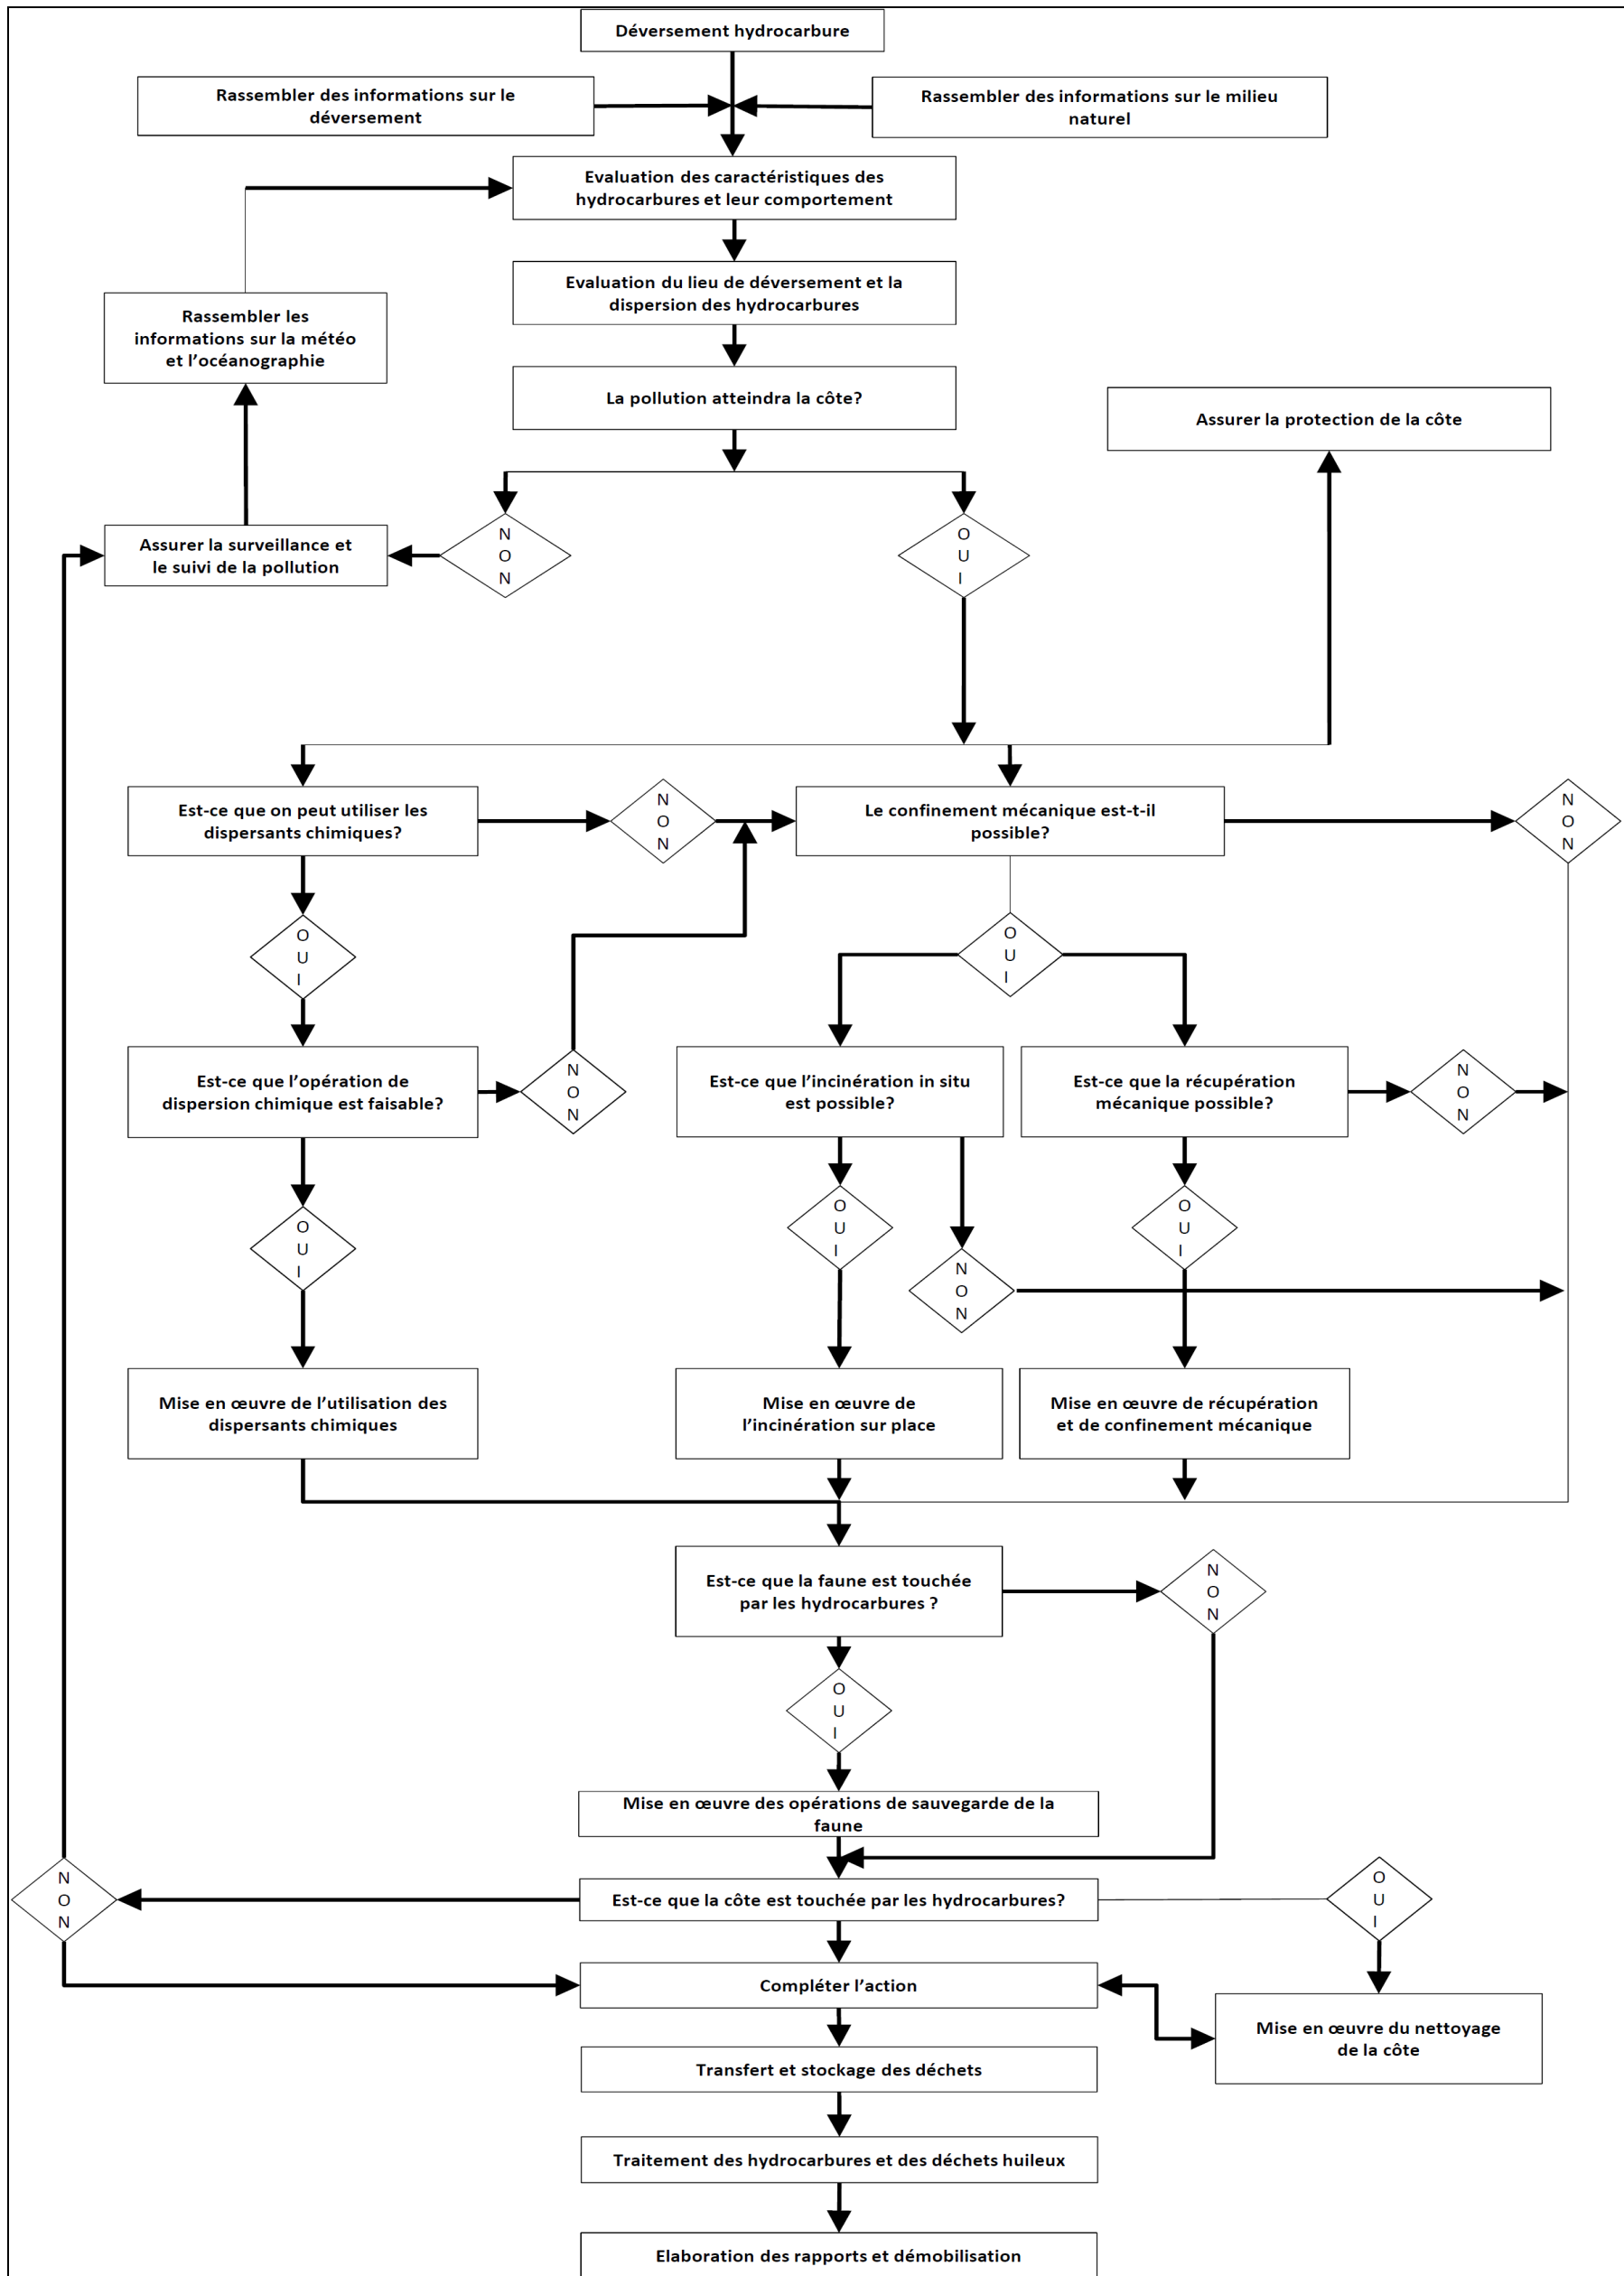 Déversement hydrocarbure
Rassembler des informations sur le
déversement
Rassembler des informations sur le milieu
naturel
Evaluation des caractéristiques des
hydrocarbures et leur comportement
Evaluation du lieu de déversement et la
dispersion des hydrocarbures
Rassembler les
informations sur la météo
et l’océanographie
La pollution atteindra la côte?
Assurer la protection de la côte
Assurer la surveillance et
le suivi de la pollution
N
O
N
O
U
I
Est-ce que on peut utiliser les
dispersants chimiques?
N
O
N
Le confinement mécanique est-t-il
possible?
N
O
N
O
U
I
O
U
I
Est-ce que l’opération de
dispersion chimique est faisable?
N
O
N
Est-ce que l’incinération in situ
est possible?
Est-ce que la récupération
mécanique possible?
N
O
N
O
U
I
O
U
I
N
O
N
O
U
I
Mise en œuvre de l’utilisation des
dispersants chimiques
Mise en œuvre de
l’incinération sur place
Mise en œuvre de récupération
et de confinement mécanique
Est-ce que la faune est touchée
par les hydrocarbures ?
N
O
N
O
U
I
Mise en œuvre des opérations de sauvegarde de la
faune
N
O
N
Est-ce que la côte est touchée par les hydrocarbures?
O
U
I
Compléter l’action
Mise en œuvre du nettoyage
de la côte
Transfert et stockage des déchets
Traitement des hydrocarbures et des déchets huileux
Elaboration des rapports et démobilisation